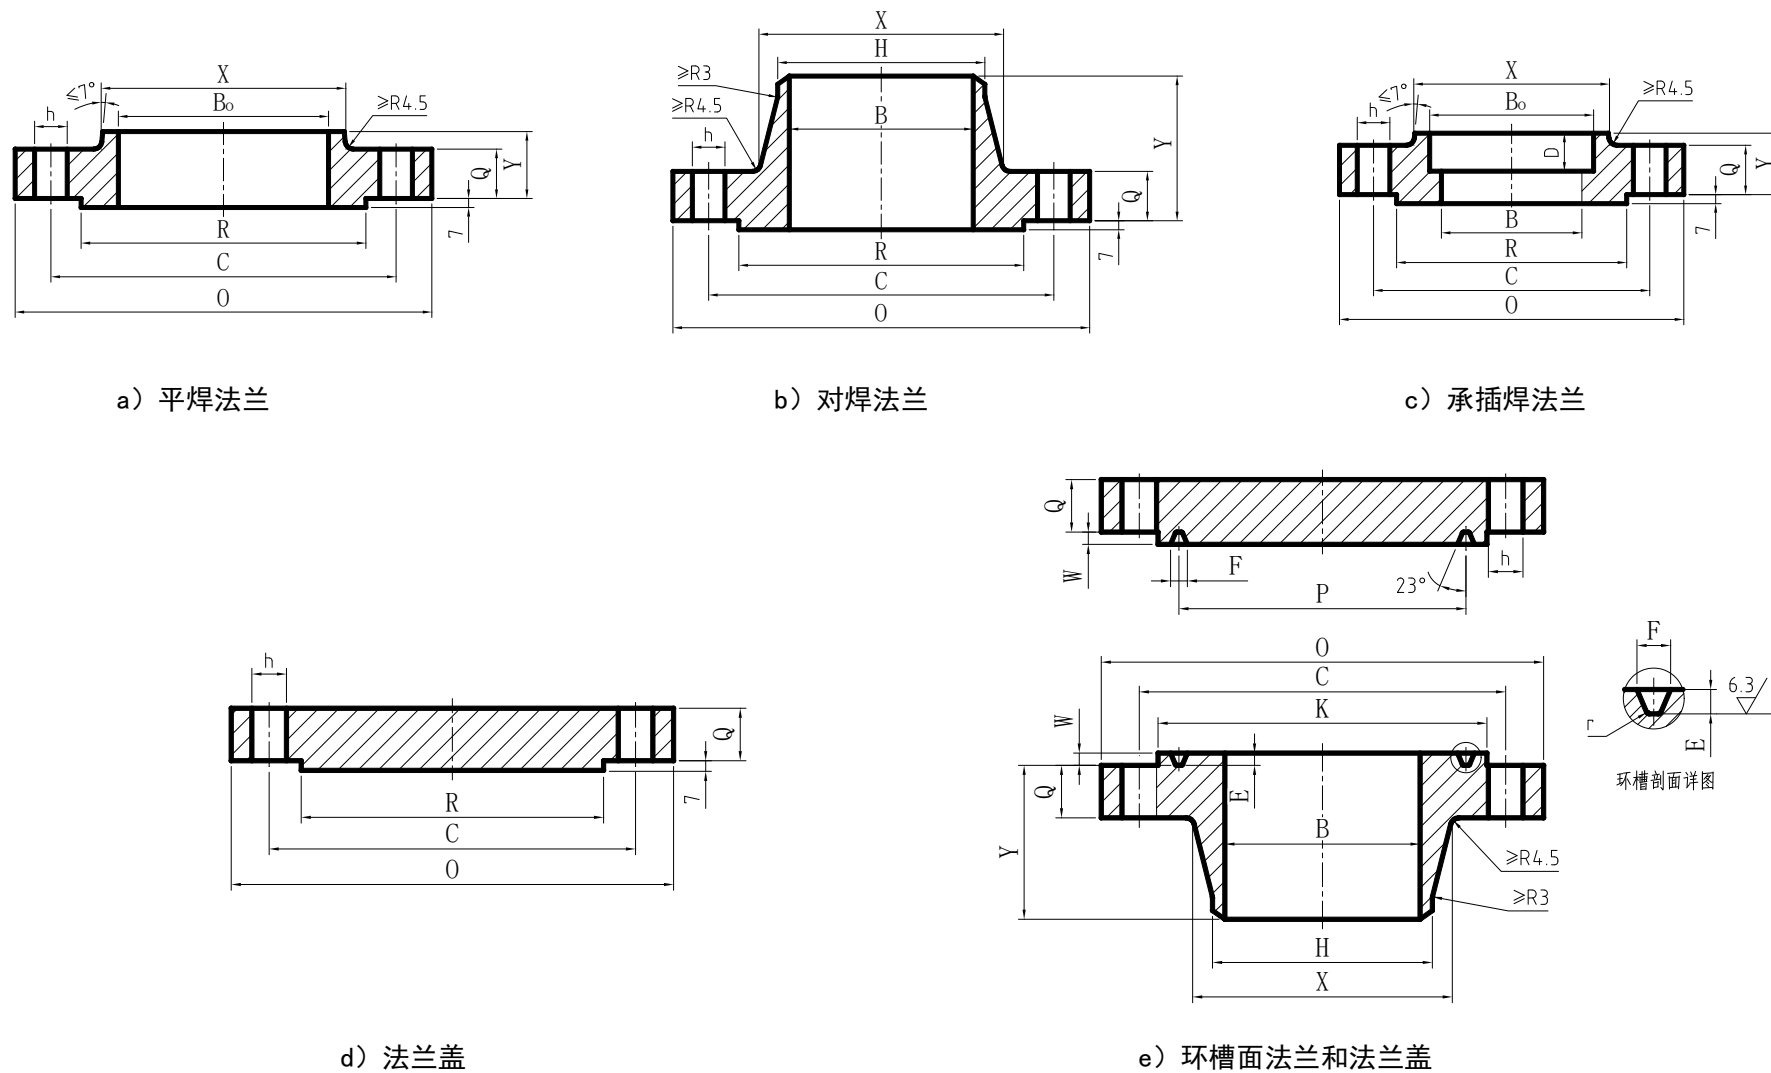 X
B₀
≤7°
h
≥R4.5
Y
Q
7
R
C
O
a）平焊法兰
X
H
≥R3
≥R4.5
h
B
Y
Q
7
R
C
O
b）对焊法兰
X
B₀
≤7°
h
≥R4.5
D
Y
Q
7
B
R
C
O
c）承插焊法兰
h
Q
7
R
C
O
d）法兰盖
Q
W
F
h
23°
P
O
C
K
W
Q
E
Y
B
≥R4.5
≥R3
H
X
F
6.3
r
E
环槽剖面详图
e）环槽面法兰和法兰盖